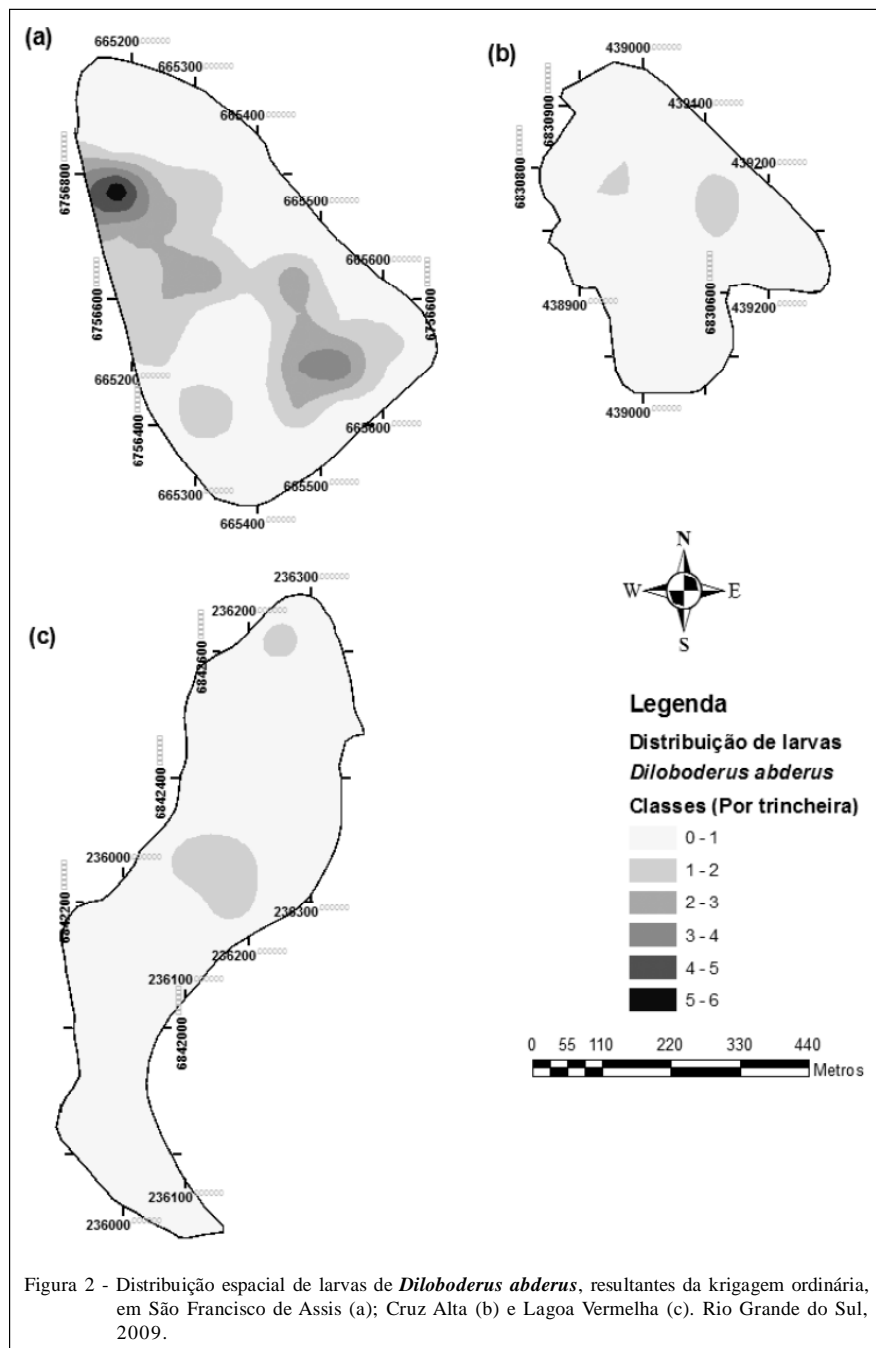 (a)
665200
665300
665400
6756800
665500
665600
6756600
6756600
665200
6756400
665600
665300
665500
665400
(b)
439000
439100
6830900
439200
6830800
438900
6830600
439200
439000
(c)
236300
236200
6842600
6842400
236000
6842200
236300
236200
236100
6842000
236100
236000
N
W
E
S
Legenda
Distribuição de larvas
Diloboderus abderus
Classes (Por trincheira)
0 - 1
1 - 2
2 - 3
3 - 4
4 - 5
5 - 6
0 55 110 220 330 440
Metros
Figura 2 - Distribuição espacial de larvas de Diloboderus abderus, resultantes da krigagem ordinária,
em São Francisco de Assis (a); Cruz Alta (b) e Lagoa Vermelha (c). Rio Grande do Sul,
2009.